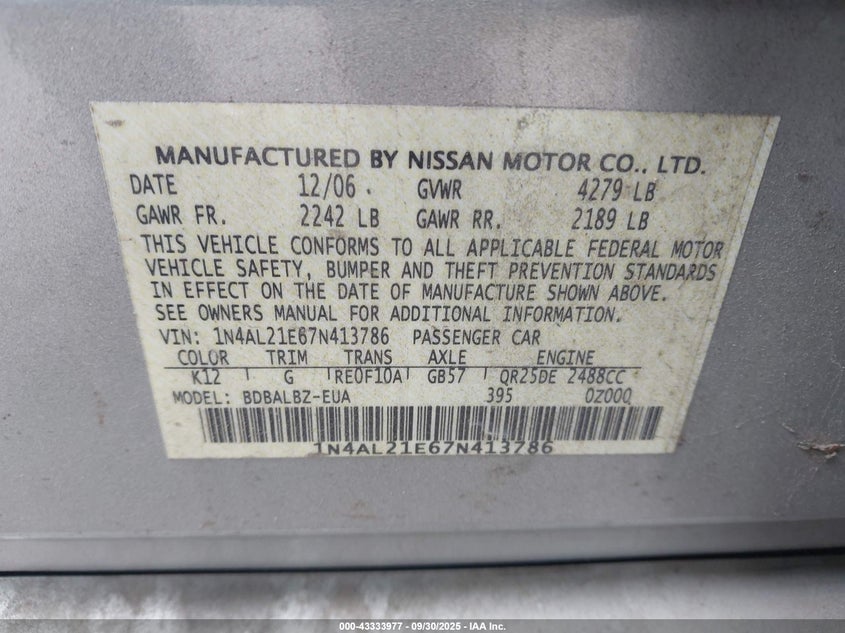 MANUFACTURED BY NISSAN MOTOR CO., LTD.
DATE 12/06 GVWR 4279 LB
GAWR FR. 2242 LB GAWR RR. 2189 LB
THIS VEHICLE CONFORMS TO ALL APPLICABLE FEDERAL MOTOR
VEHICLE SAFETY, BUMPER AND THEFT PREVENTION STANDARDS
IN EFFECT ON THE DATE OF MANUFACTURE SHOWN ABOVE.
SEE OWNERS MANUAL FOR ADDITIONAL INFORMATION.
VIN: 1N4AL21E67N413786 PASSENGER CAR
COLOR TRIM TRANS AXLE ENGINE
K12 G RE0F10A GB57 QR25DE 2488CC
MODEL: BDBALBZ-EUA 395 0Z000
1N4AL21E67N413786
000-43333977 - 09/30/2025 - IAA Inc.